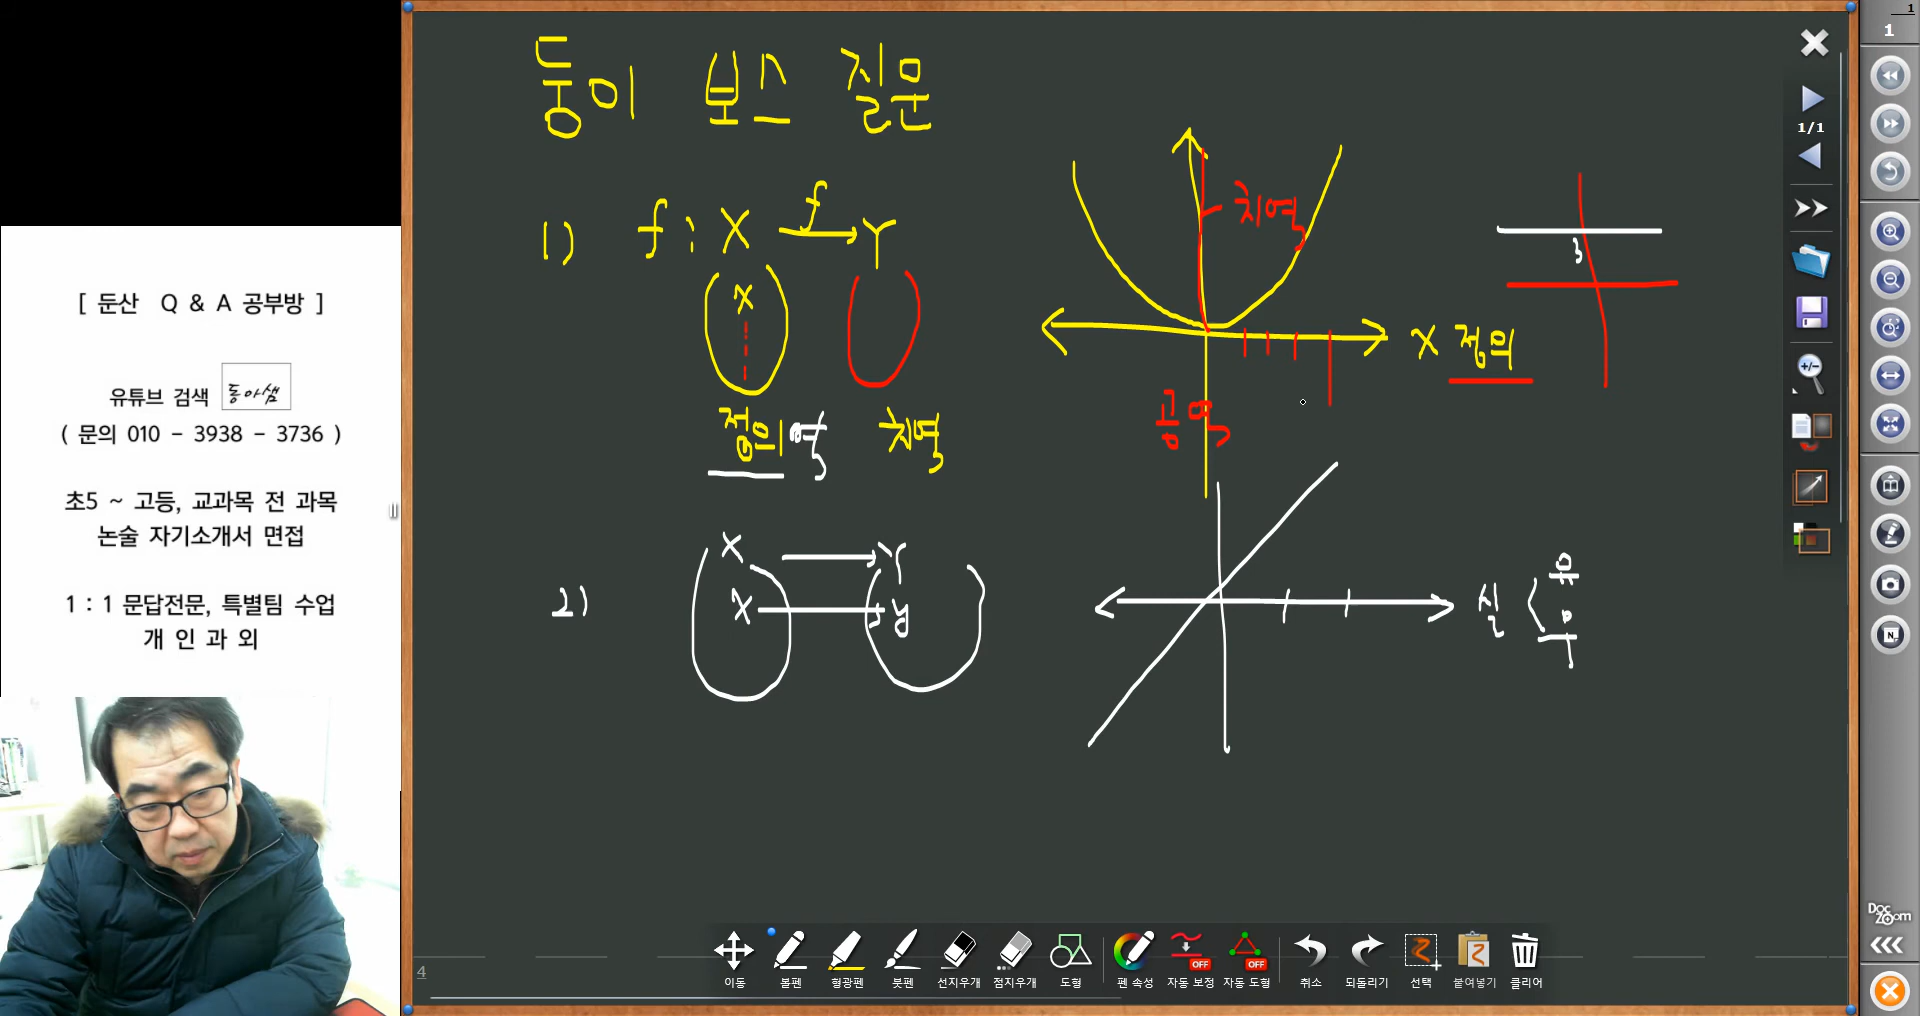 [ 둔산 Q & A 공부방 ]
유튜브 검색 동아샘
( 문의 010 - 3938 - 3736 )
초5 ~ 고등, 교과목 전 과목
논술 자기소개서 면접
1 : 1 문답전문, 특별팀 수업
개 인 과 외
둥이 보스 질문
1) f : X f Y
x
정의역 치역
치역
X 정의
공역
3
2) X Y
x y
실 유
무
1
1
1/1
4
이동 볼펜 형광펜 붓펜 선지우개 점지우개 도형 펜 속성 자동 보정 자동 도형 취소 되돌리기 선택 붙여넣기 클리어
OFF OFF
+/-
N
Doc Zoom